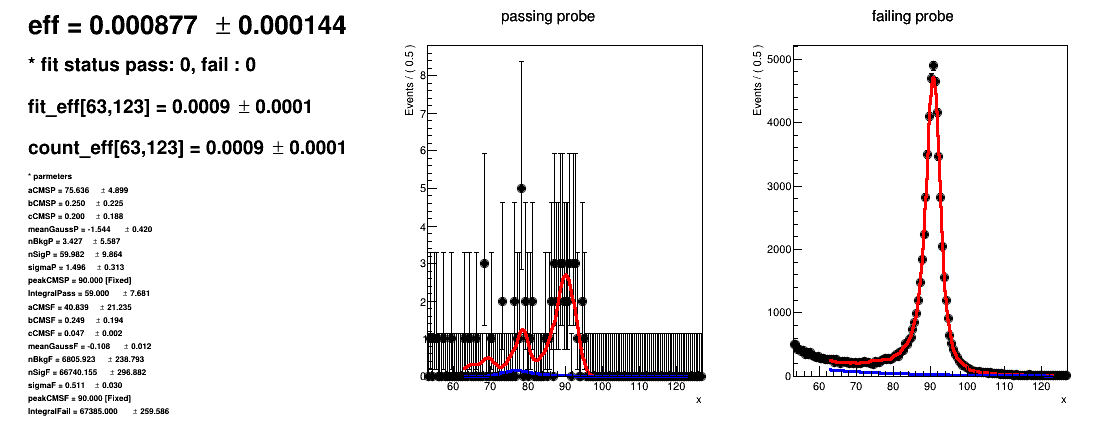 eff = 0.000877 ± 0.000144
* fit status pass: 0, fail : 0
fit_eff[63,123] = 0.0009 ± 0.0001
count_eff[63,123] = 0.0009 ± 0.0001
* parmeters
aCMSP = 75.636 ± 4.899
bCMSP = 0.250 ± 0.225
cCMSP = 0.200 ± 0.188
meanGaussP = -1.544 ± 0.420
nBkgP = 3.427 ± 5.587
nSigP = 59.982 ± 9.864
sigmaP = 1.496 ± 0.313
peakCMSP = 90.000 [Fixed]
IntegralPass = 59.000 ± 7.681
aCMSF = 40.839 ± 21.235
bCMSF = 0.249 ± 0.194
cCMSF = 0.047 ± 0.002
meanGaussF = -0.108 ± 0.012
nBkgF = 6805.923 ± 238.793
nSigF = 66740.155 ± 296.882
sigmaF = 0.511 ± 0.030
peakCMSF = 90.000 [Fixed]
IntegralFail = 67385.000 ± 259.586
passing probe
Events / ( 0.5 )
8
7
6
5
4
3
2
1
0
60 70 80 90 100 110 120
x
failing probe
Events / ( 0.5 )
5000
4000
3000
2000
1000
0
60 70 80 90 100 110 120
x